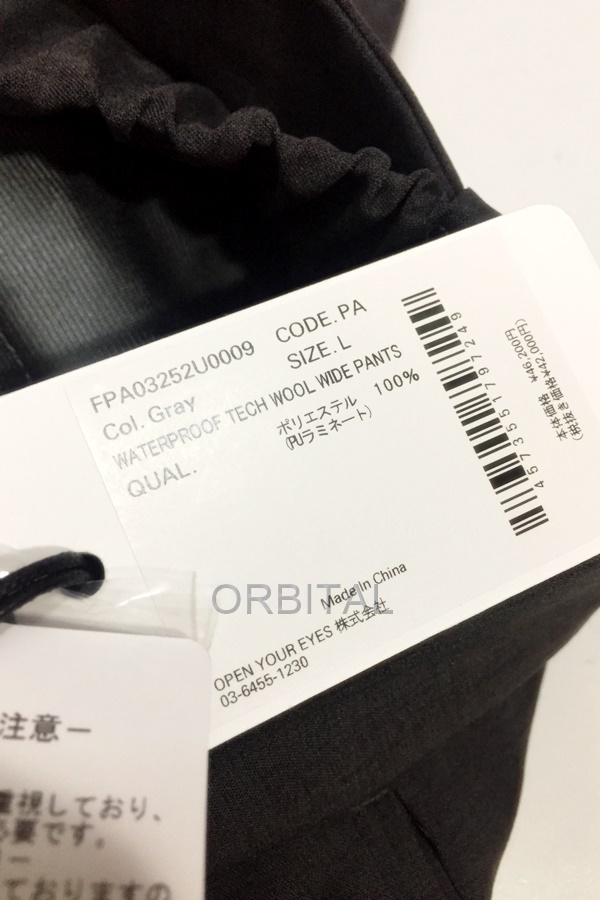 FPA03252U0009 CODE.PA
Col. Gray SIZE.L
WATERPROOF TECH WOOL WIDE PANTS
QUAL. ポリエステル 100%
(PUラミネート)
4573551797249
本体価格 ¥46,200円)
(税抜き価格 ¥42,000円)
Made In China
ORBITAL
OPEN YOUR EYES 株式会社
03-6455-1230
注意ー
重視しており、
必要です。
ておりますの